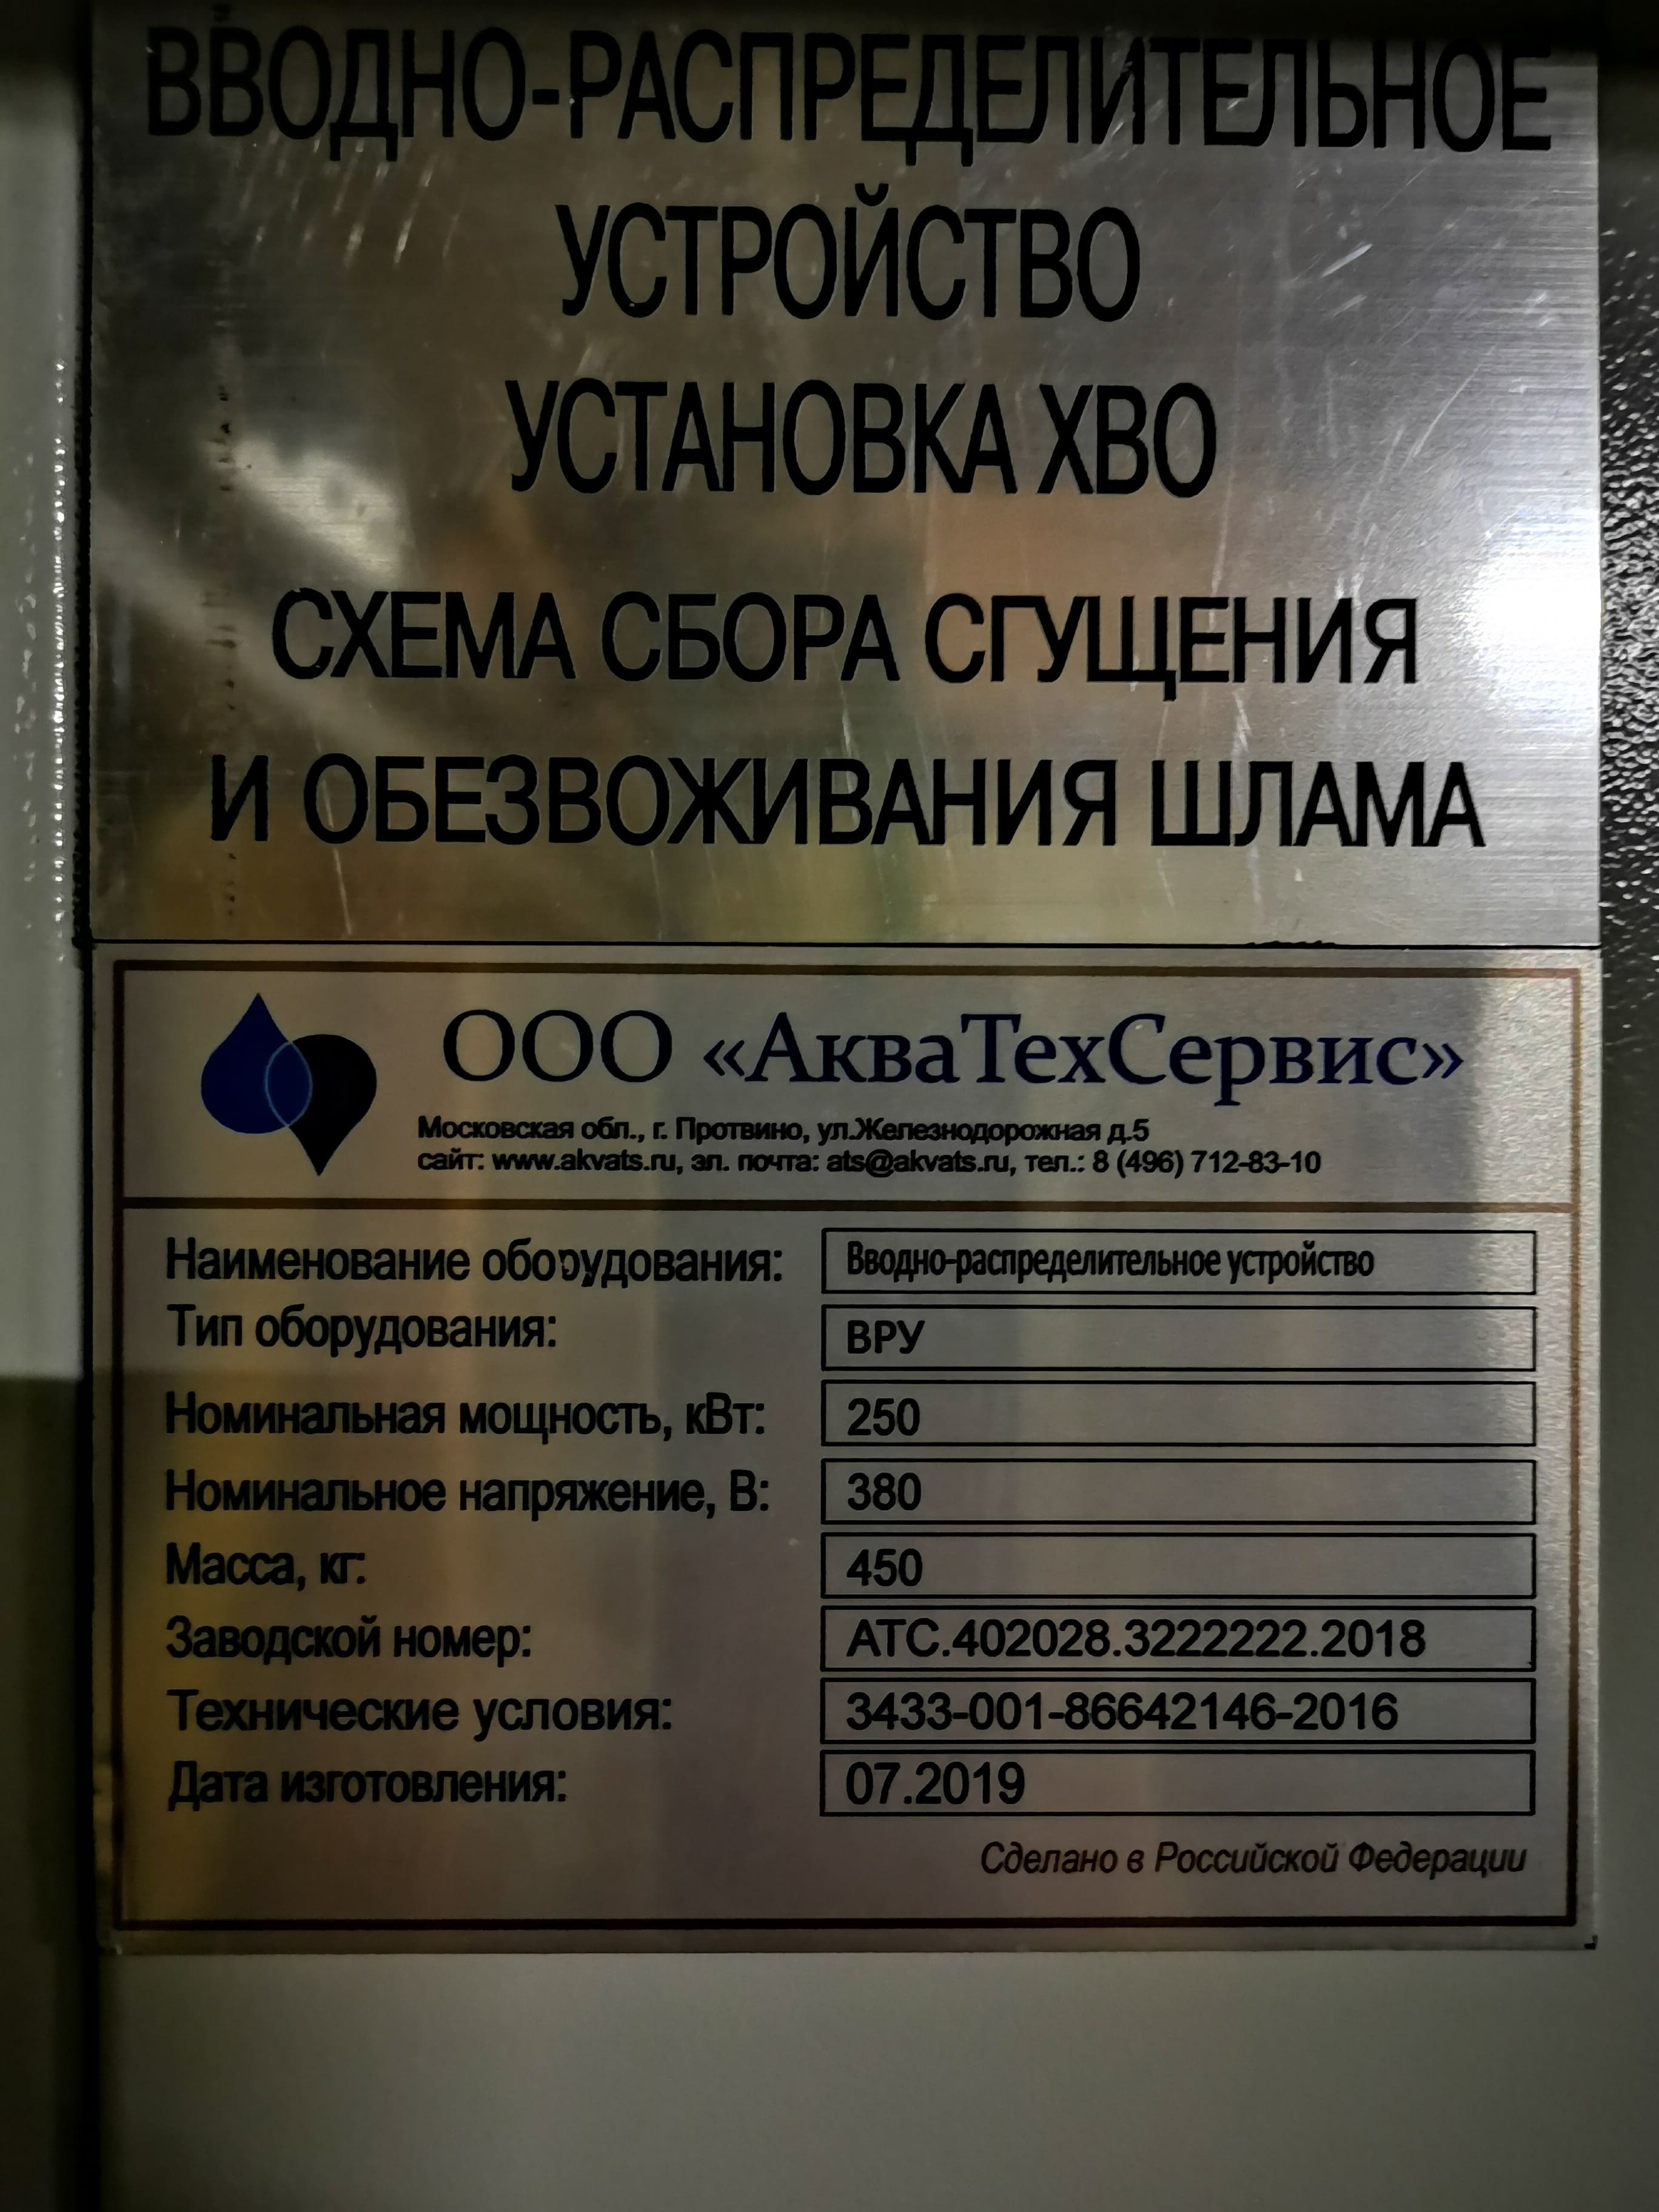 ВВОДНО-РАСПРЕДЕЛИТЕЛЬНОЕ
УСТРОЙСТВО
УСТАНОВКА ХВО
СХЕМА СБОРА СГУЩЕНИЯ
И ОБЕЗВОЖИВАНИЯ ШЛАМА
ООО «АкваТехСервис»
Московская обл., г. Протвино, ул.Железнодорожная д.5
сайт: www.akvats.ru, эл. почта: ats@akvats.ru, тел.: 8 (496) 712-83-10
Наименование оборудования: Вводно-распределительное устройство
Тип оборудования: ВРУ
Номинальная мощность, кВт: 250
Номинальное напряжение, В: 380
Масса, кг: 450
Заводской номер: АТС.402028.3222222.2018
Технические условия: 3433-001-86642146-2016
Дата изготовления: 07.2019
Сделано в Российской Федерации